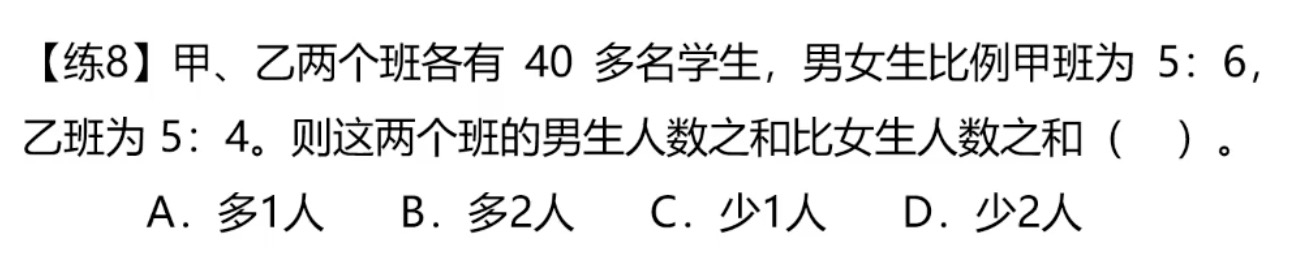 【练8】甲、乙两个班各有 40 多名学生，男女生比例甲班为 5：6，
乙班为 5：4。则这两个班的男生人数之和比女生人数之和（ ）。
A．多1人 B．多2人 C．少1人 D．少2人